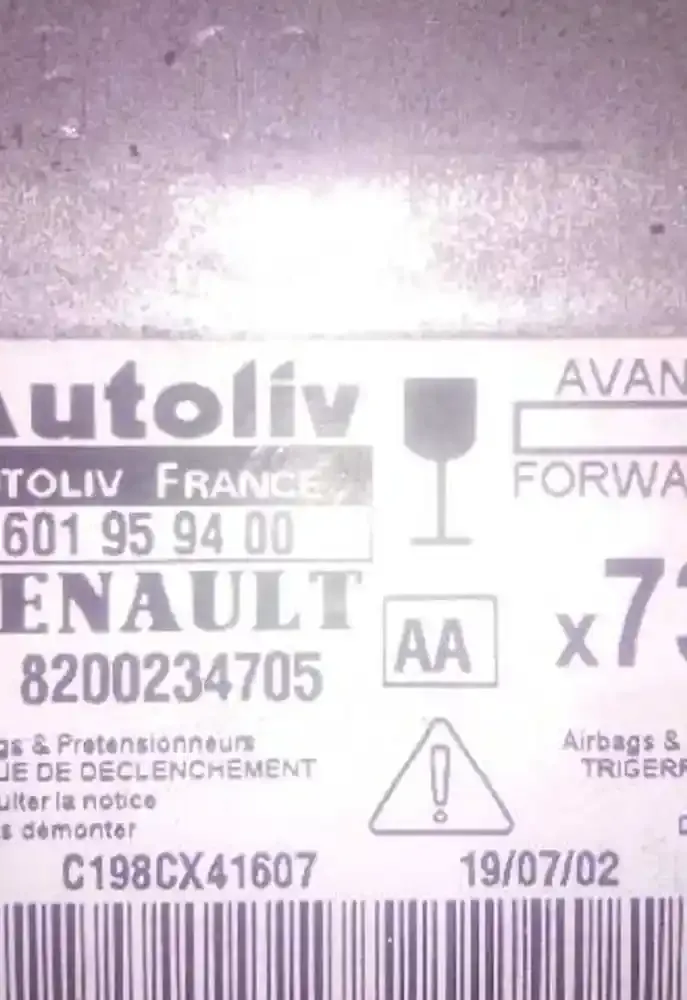 Autoliv
AVAN
TOLIV FRANCE
FORWA
601 95 94 00
RENAULT
AA
x73
8200234705
gs & Pretensionneurs
UE DE DECLENCHEMENT
ulter la notice
s démonter
Airbags &
TRIGERR
C198CX41607
19/07/02